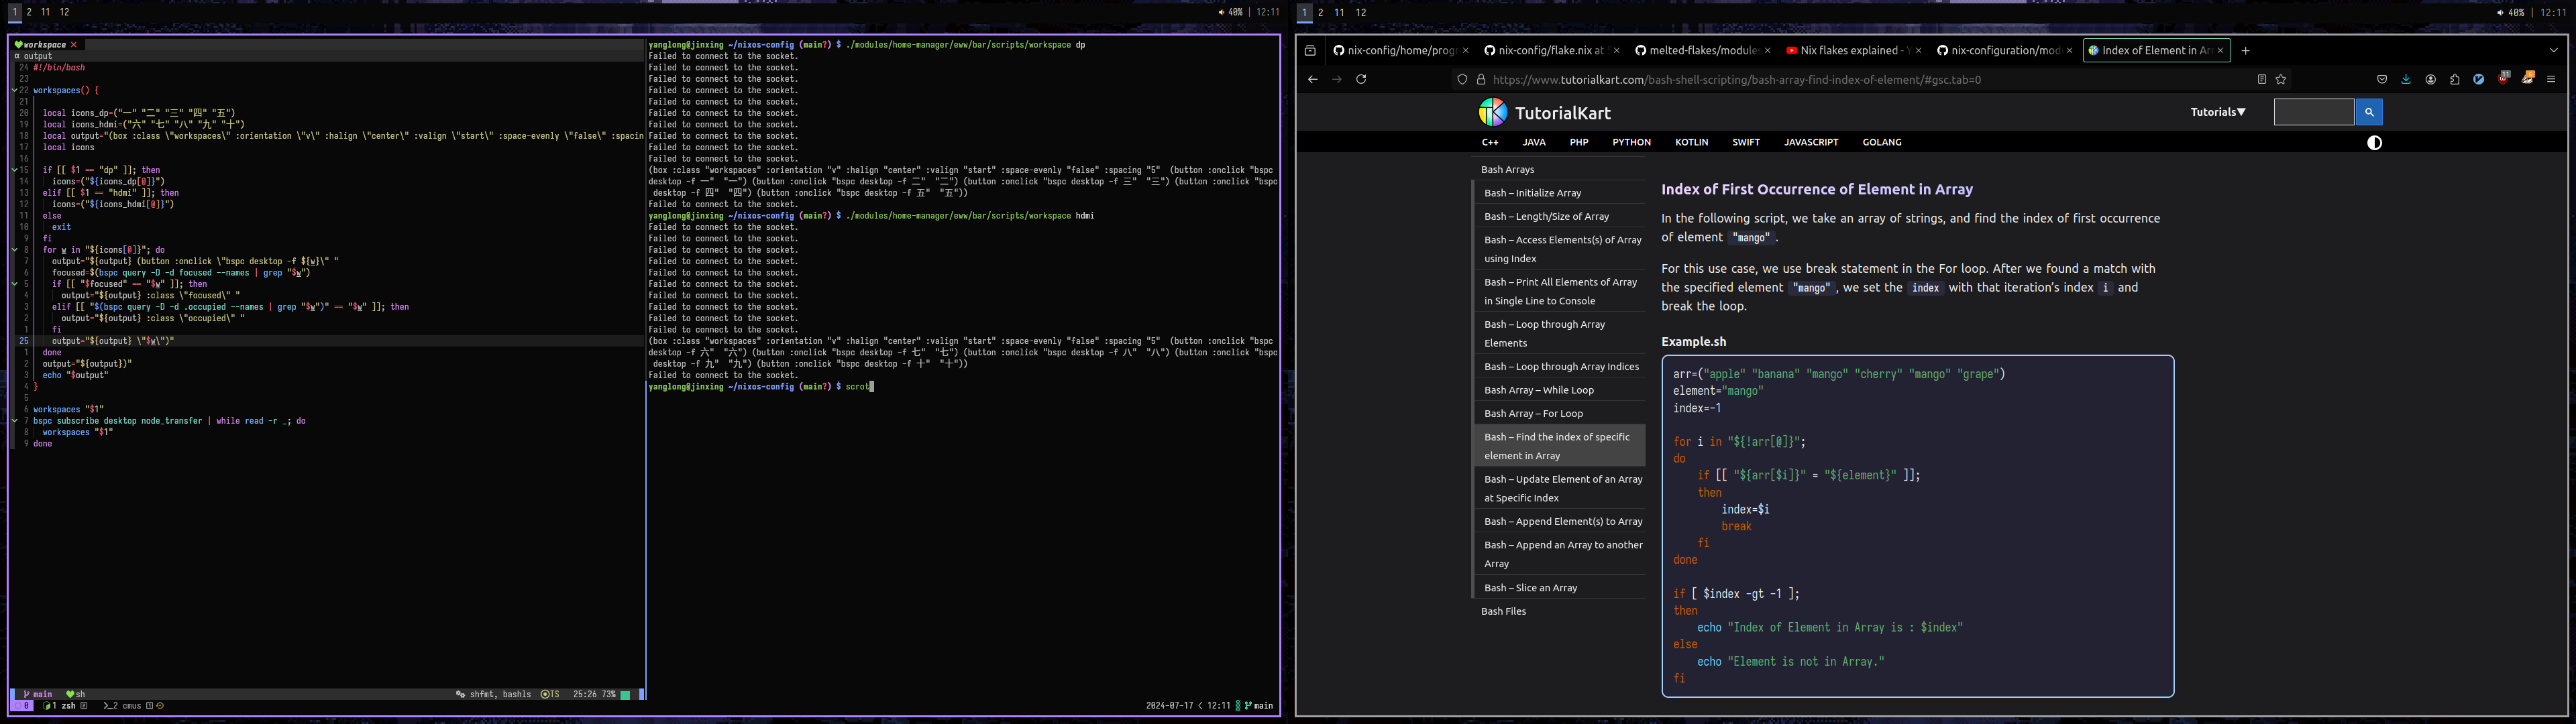 1 2 11 12
40% | 12:11
workspace ×
output
24 #!/bin/bash
23
22 workspaces() {
21
20 local icons_dp=("一" "二" "三" "四" "五")
19 local icons_hdmi=("六" "七" "八" "九" "十")
18 local output="(box :class \"workspaces\" :orientation \"v\" :halign \"center\" :valign \"start\" :space-evenly \"false\" :spacin
17 local icons
16
15 if [[ $1 == "dp" ]]; then
14 icons=("${icons_dp[@]}")
13 elif [[ $1 == "hdmi" ]]; then
12 icons=("${icons_hdmi[@]}")
11 else
10 exit
9 fi
8 for w in "${icons[@]}"; do
7 output="${output} (button :onclick \"bspc desktop -f ${w}\" "
6 focused=$(bspc query -D -d focused --names | grep "$w")
5 if [[ "$focused" == "$w" ]]; then
4 output="${output} :class \"focused\" "
3 elif [[ "$(bspc query -D -d .occupied --names | grep "$w")" == "$w" ]]; then
2 output="${output} :class \"occupied\" "
1 fi
25 output="${output} \"$w\")"
1 done
2 output="${output})"
3 echo "$output"
4 }
5
6 workspaces "$1"
7 bspc subscribe desktop node_transfer | while read -r _; do
8 workspaces "$1"
9 done
main sh shfmt, bashls TS 25:26 73%
0 1 zsh 2 cmus
2024-07-17 < 12:11 main
yanglong@jinxing ~/nixos-config (main?) $ ./modules/home-manager/eww/bar/scripts/workspace dp
Failed to connect to the socket.
Failed to connect to the socket.
Failed to connect to the socket.
Failed to connect to the socket.
Failed to connect to the socket.
Failed to connect to the socket.
Failed to connect to the socket.
Failed to connect to the socket.
Failed to connect to the socket.
Failed to connect to the socket.
(box :class "workspaces" :orientation "v" :halign "center" :valign "start" :space-evenly "false" :spacing "5" (button :onclick "bspc
desktop -f 一" "一") (button :onclick "bspc desktop -f 二" "二") (button :onclick "bspc desktop -f 三" "三") (button :onclick "bspc
desktop -f 四" "四") (button :onclick "bspc desktop -f 五" "五"))
Failed to connect to the socket.
yanglong@jinxing ~/nixos-config (main?) $ ./modules/home-manager/eww/bar/scripts/workspace hdmi
Failed to connect to the socket.
Failed to connect to the socket.
Failed to connect to the socket.
Failed to connect to the socket.
Failed to connect to the socket.
Failed to connect to the socket.
Failed to connect to the socket.
Failed to connect to the socket.
Failed to connect to the socket.
Failed to connect to the socket.
(box :class "workspaces" :orientation "v" :halign "center" :valign "start" :space-evenly "false" :spacing "5" (button :onclick "bspc
desktop -f 六" "六") (button :onclick "bspc desktop -f 七" "七") (button :onclick "bspc desktop -f 八" "八") (button :onclick "bspc
desktop -f 九" "九") (button :onclick "bspc desktop -f 十" "十"))
Failed to connect to the socket.
yanglong@jinxing ~/nixos-config (main?) $ scrot
1 2 11 12
40% | 12:11
nix-config/home/progr × nix-config/flake.nix at × melted-flakes/modules × Nix flakes explained - Y × nix-configuration/mod × Index of Element in Arr × +
https://www.tutorialkart.com/bash-shell-scripting/bash-array-find-index-of-element/#gsc.tab=0
TutorialKart
Tutorials▼
C++ JAVA PHP PYTHON KOTLIN SWIFT JAVASCRIPT GOLANG
Bash Arrays
Bash – Initialize Array
Bash – Length/Size of Array
Bash – Access Elements(s) of Array
using Index
Bash – Print All Elements of Array
in Single Line to Console
Bash – Loop through Array
Elements
Bash – Loop through Array Indices
Bash Array – While Loop
Bash Array – For Loop
Bash – Find the index of specific
element in Array
Bash – Update Element of an Array
at Specific Index
Bash – Append Element(s) to Array
Bash – Append an Array to another
Array
Bash – Slice an Array
Bash Files
Index of First Occurrence of Element in Array
In the following script, we take an array of strings, and find the index of first occurrence
of element "mango".
For this use case, we use break statement in the For loop. After we found a match with
the specified element "mango", we set the index with that iteration’s index i and
break the loop.
Example.sh
arr=("apple" "banana" "mango" "cherry" "mango" "grape")
element="mango"
index=-1
for i in "${!arr[@]}";
do
if [[ "${arr[$i]}" = "${element}" ]];
then
index=$i
break
fi
done
if [ $index -gt -1 ];
then
echo "Index of Element in Array is : $index"
else
echo "Element is not in Array."
fi